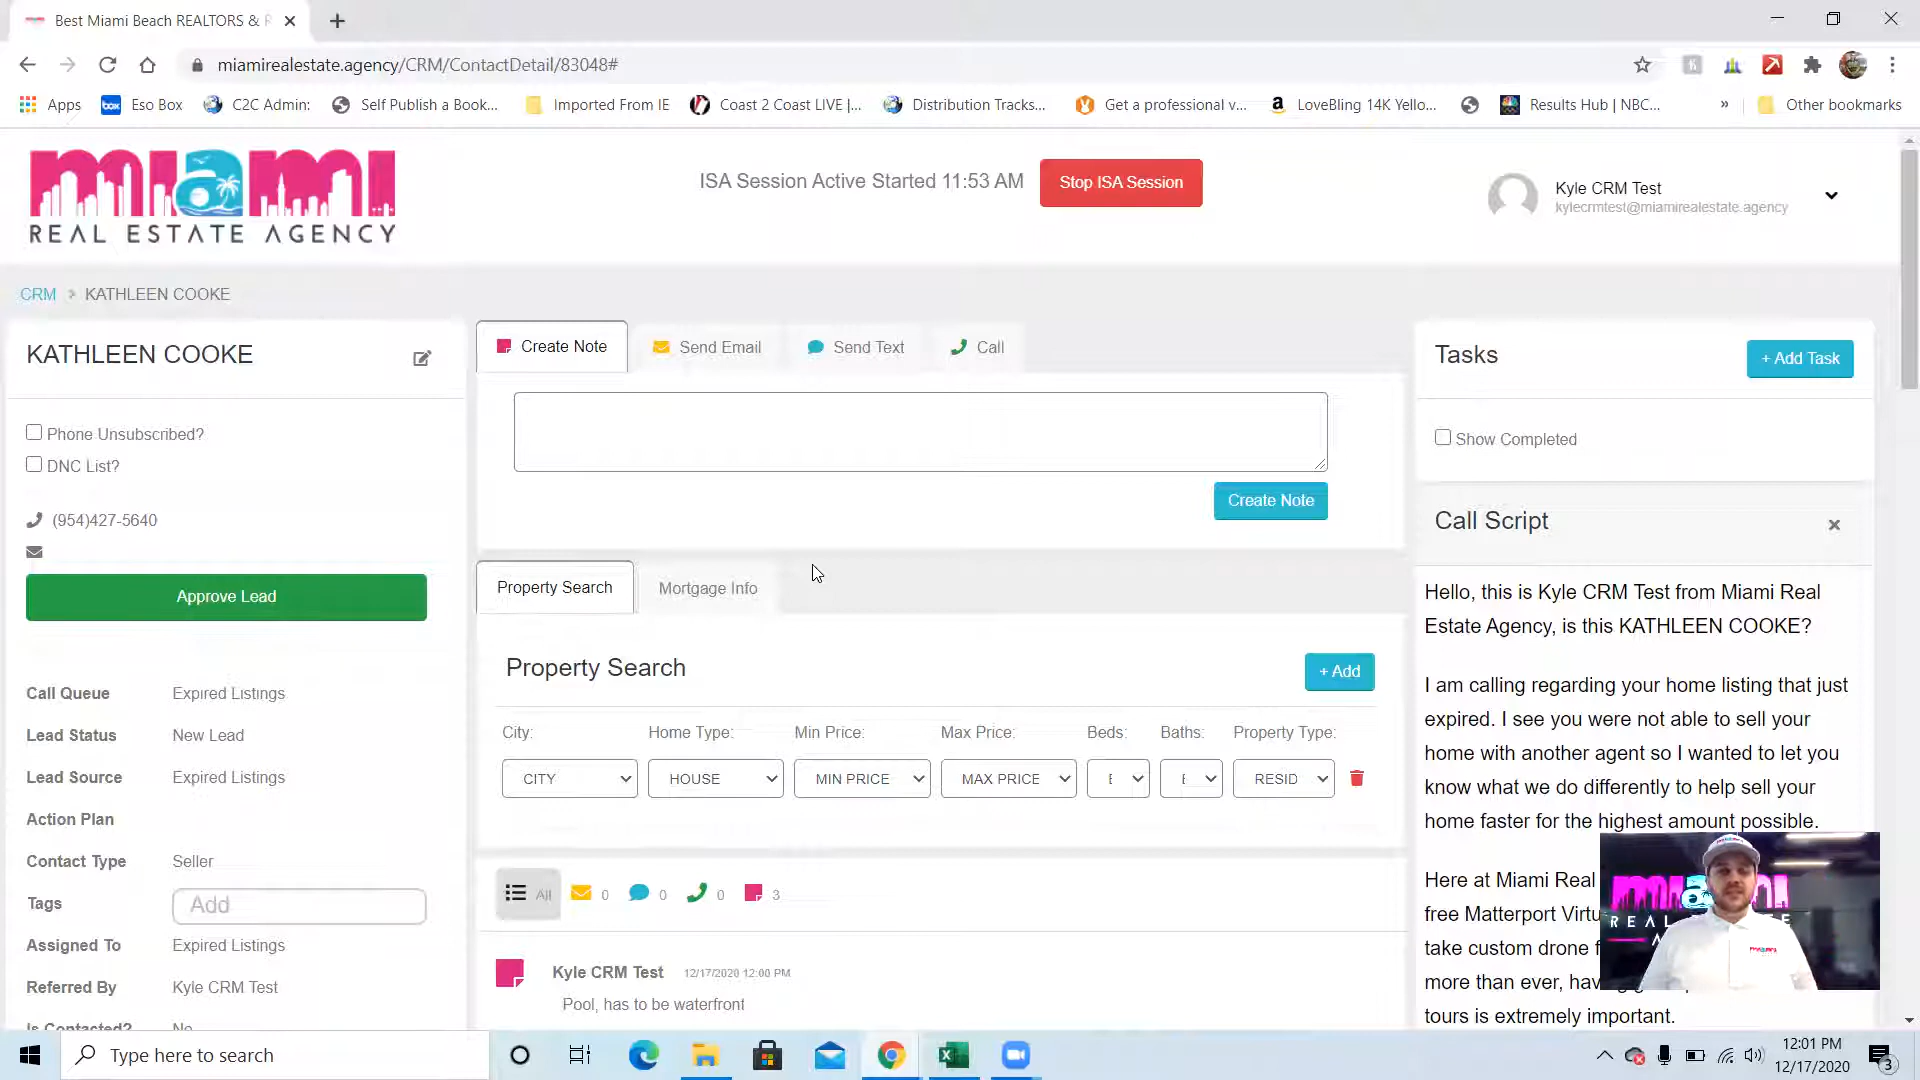 Best Miami Beach REALTORS &
miamirealestate.agency/CRM/ContactDetail/83048#
Apps
box
Eso Box
C2C Admin:
Self Publish a Book...
Imported From IE
Coast 2 Coast LIVE |...
Distribution Tracks...
Get a professional v...
LoveBling 14K Yello...
Results Hub | NBC...
»
Other bookmarks
miami
REAL ESTATE AGENCY
ISA Session Active Started 11:53 AM
Stop ISA Session
Kyle CRM Test
kylecrmtest@miamirealestate.agency
CRM > KATHLEEN COOKE
KATHLEEN COOKE
Phone Unsubscribed?
DNC List?
(954)427-5640
Approve Lead
Call Queue Expired Listings
Lead Status New Lead
Lead Source Expired Listings
Action Plan
Contact Type Seller
Tags Add
Assigned To Expired Listings
Referred By Kyle CRM Test
Is Contacted? No
Create Note
Send Email
Send Text
Call
Create Note
Property Search
Mortgage Info
Property Search
+ Add
City: Home Type: Min Price: Max Price: Beds: Baths: Property Type:
CITY HOUSE MIN PRICE MAX PRICE RESID
All 0 0 0 3
Kyle CRM Test 12/17/2020 12:00 PM
Pool, has to be waterfront
Tasks
+ Add Task
Show Completed
Call Script
×
Hello, this is Kyle CRM Test from Miami Real
Estate Agency, is this KATHLEEN COOKE?
I am calling regarding your home listing that just
expired. I see you were not able to sell your
home with another agent so I wanted to let you
know what we do differently to help sell your
home faster for the highest amount possible.
Here at Miami Real
free Matterport Virtu
take custom drone f
more than ever, hav
tours is extremely important.
Type here to search
12:01 PM
12/17/2020
3